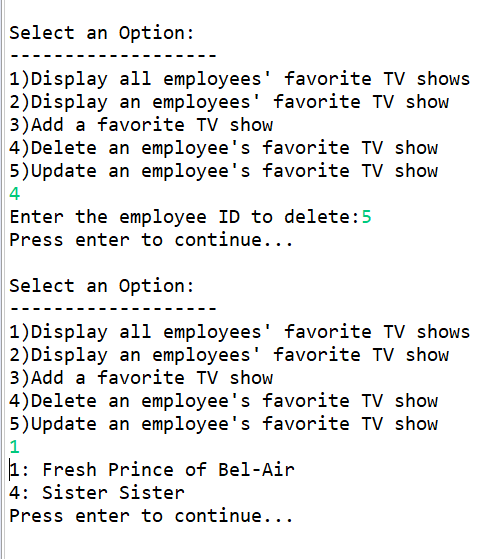 Select an Option:
-------------------
1)Display all employees' favorite TV shows
2)Display an employees' favorite TV show
3)Add a favorite TV show
4)Delete an employee's favorite TV show
5)Update an employee's favorite TV show
4
Enter the employee ID to delete:5
Press enter to continue...
Select an Option:
-------------------
1)Display all employees' favorite TV shows
2)Display an employees' favorite TV show
3)Add a favorite TV show
4)Delete an employee's favorite TV show
5)Update an employee's favorite TV show
1
1: Fresh Prince of Bel-Air
4: Sister Sister
Press enter to continue...